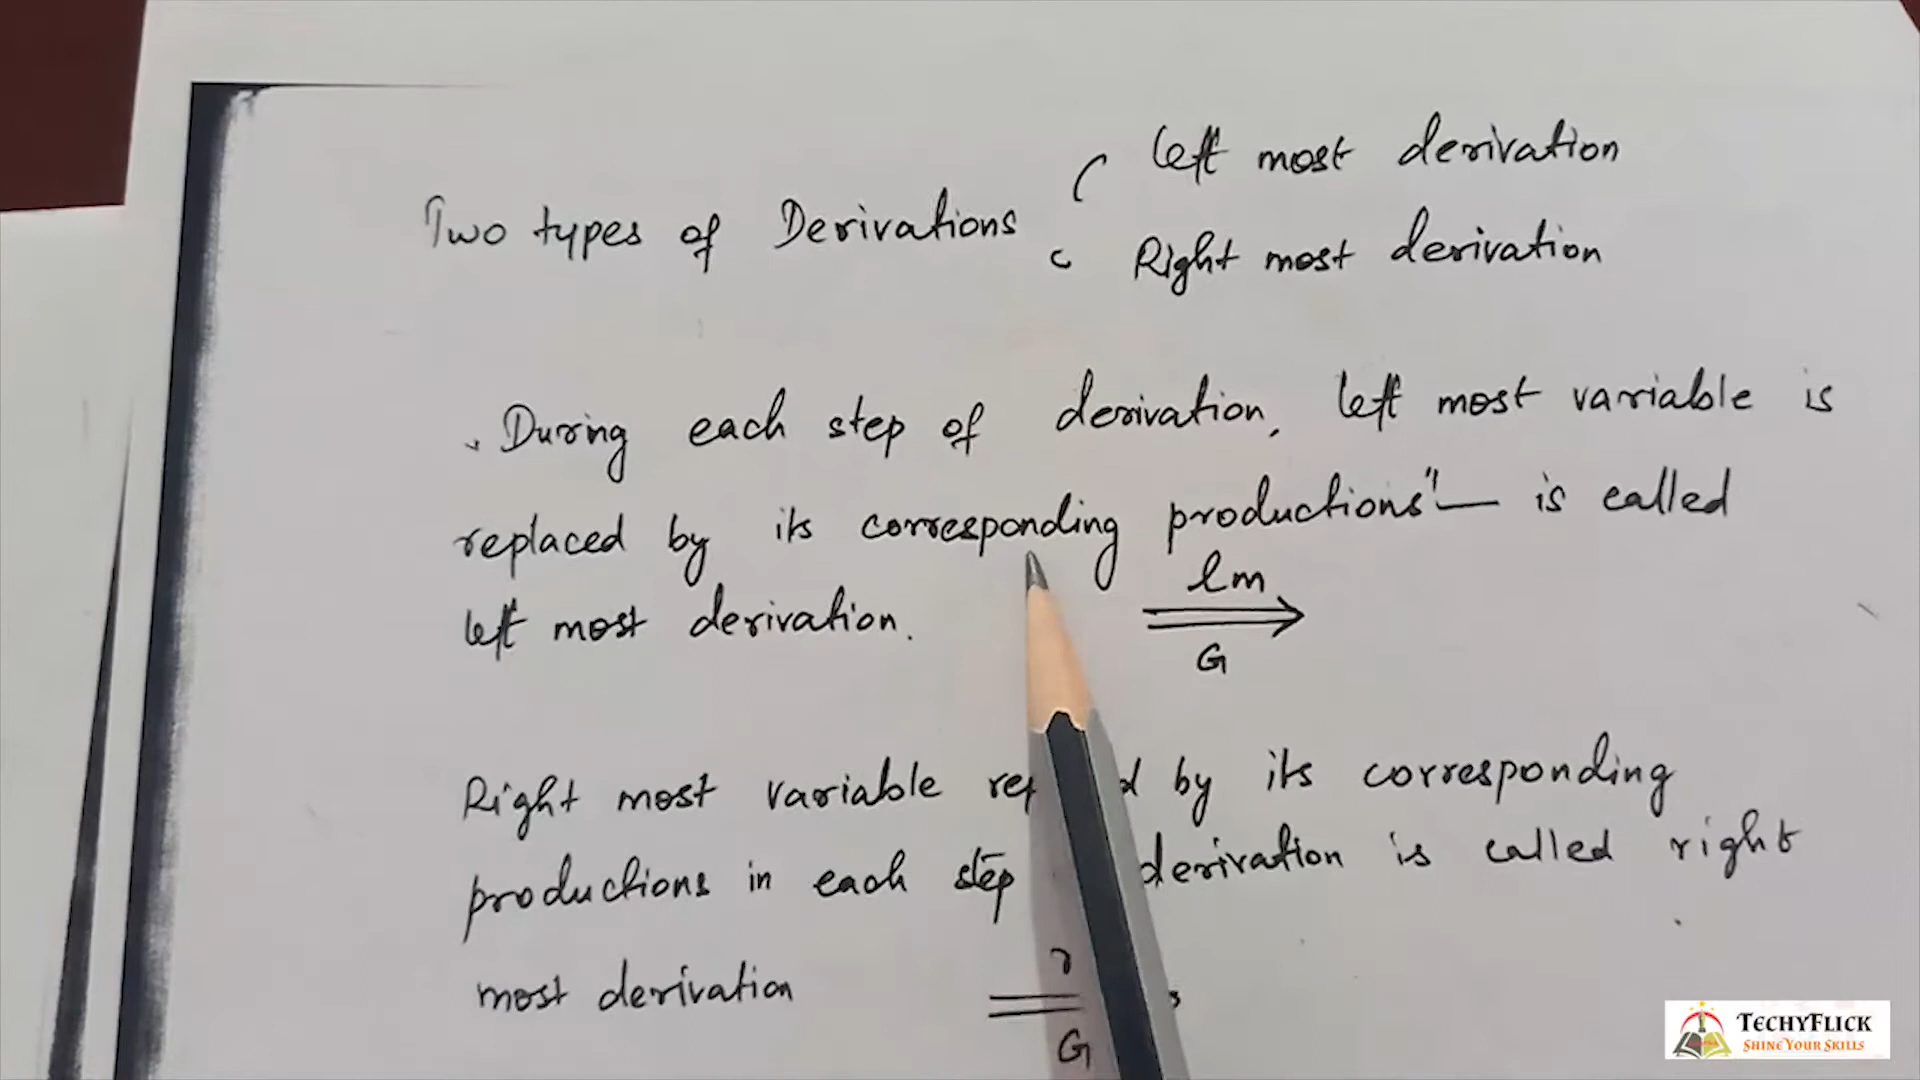 Left most derivation
Two types of Derivations
Right most derivation
During each step of derivation, left most variable is
replaced by its corresponding productions" — is called
left most derivation.
lm
G
Right most variable by its corresponding
productions in each step derivation is called right
most derivation
r
G
TECHYFLICK
SHINE YOUR SKILLS